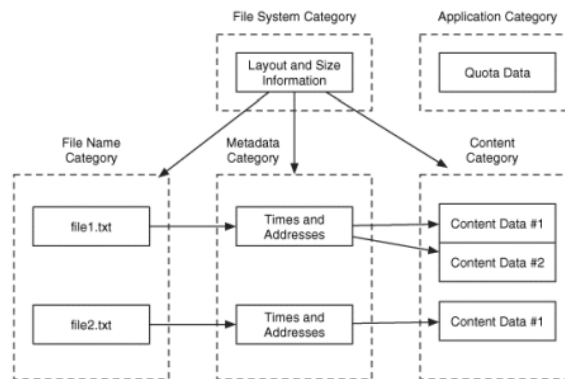 File System Category
Application Category
Layout and Size
Information
Quota Data
File Name
Category
Metadata
Category
Content
Category
file1.txt
Times and
Addresses
Content Data #1
Content Data #2
file2.txt
Times and
Addresses
Content Data #1